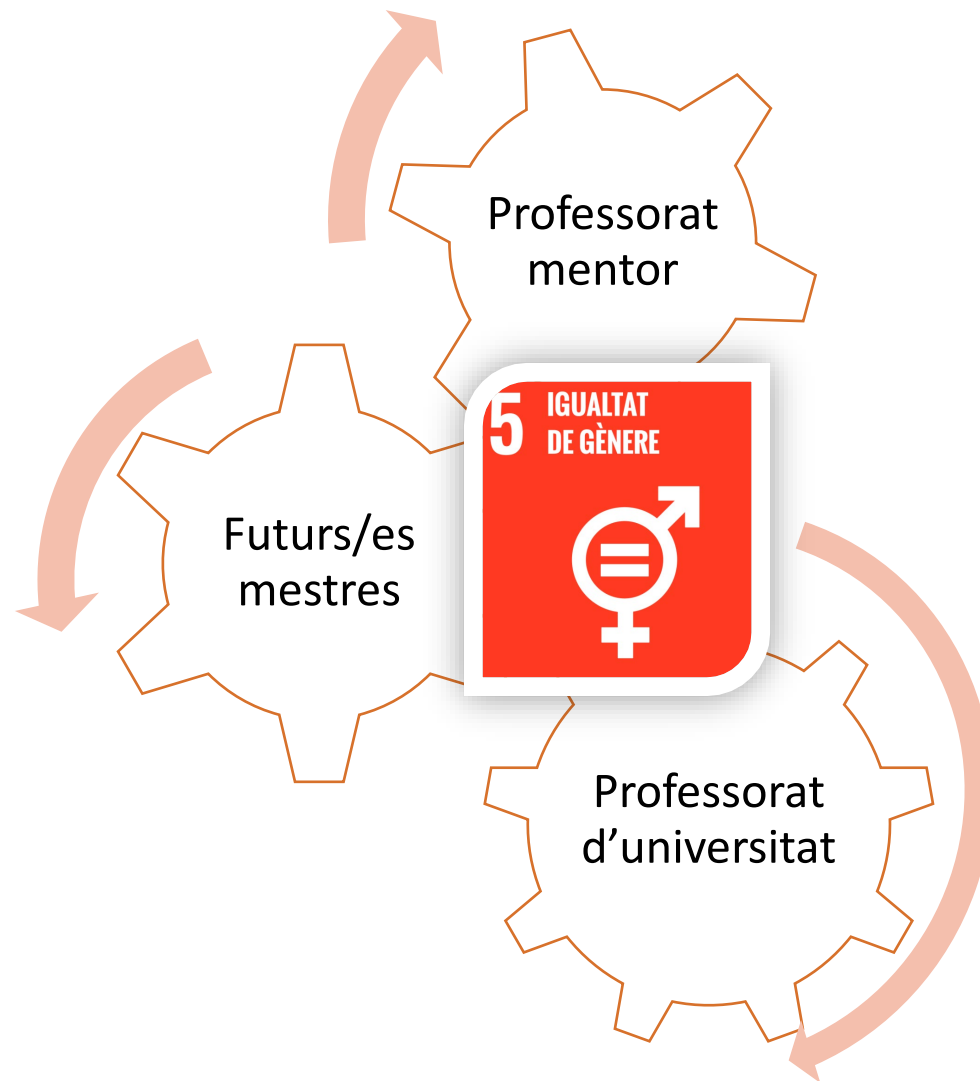 Professorat
mentor
5 IGUALTAT
DE GÈNERE
Futurs/es
mestres
Professorat
d’universitat